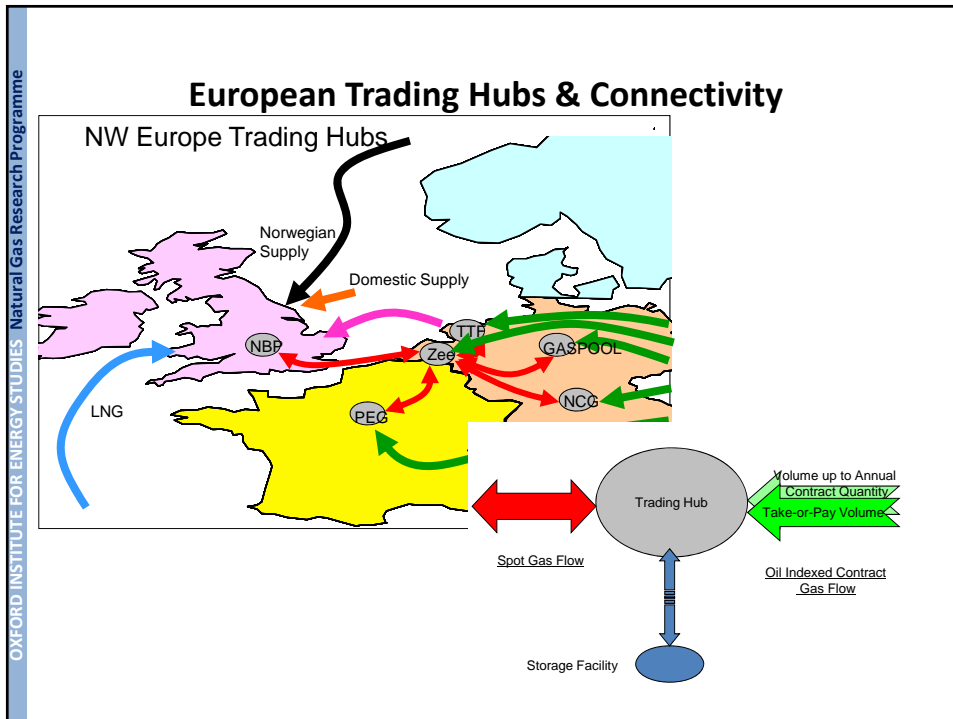 European Trading Hubs & Connectivity
OXFORD INSTITUTE FOR ENERGY STUDIES Natural Gas Research Programme
NW Europe Trading Hubs
Norwegian
Supply
Domestic Supply
TTF
NBP
Zee
GASPOOL
LNG
PEG
NCG
Volume up to Annual
Contract Quantity
Trading Hub
Take-or-Pay Volume
Spot Gas Flow
Oil Indexed Contract
Gas Flow
Storage Facility